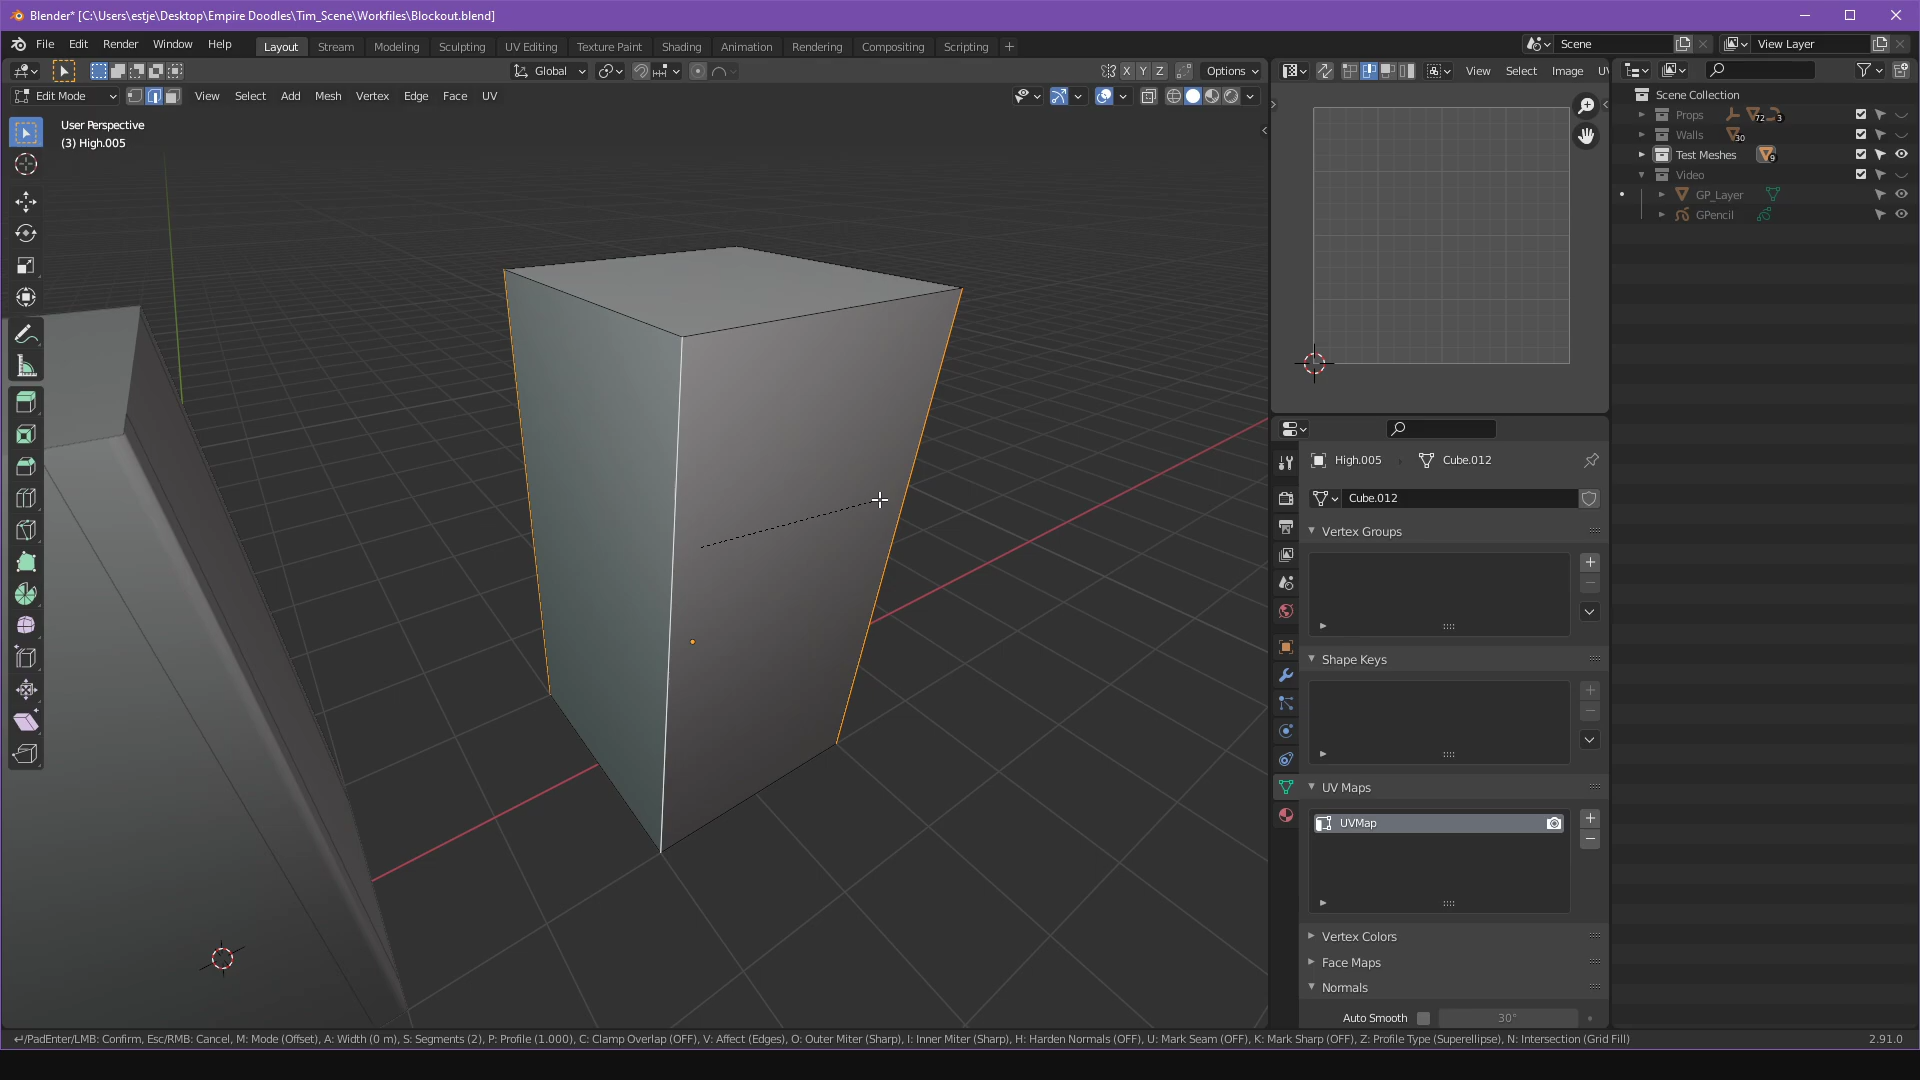 Blender* [C:\Users\estje\Desktop\Empire Doodles\Tim_Scene\Workfiles\Blockout.blend]
File Edit Render Window Help Layout Stream Modeling Sculpting UV Editing Texture Paint Shading Animation Rendering Compositing Scripting + Scene View Layer
Global X Y Z Options View Select Image UV
Edit Mode View Select Add Mesh Vertex Edge Face UV
User Perspective
(3) High.005
Scene Collection
Props 72 3
Walls 30
Test Meshes 9
Video
GP_Layer
GPencil
High.005 Cube.012
Cube.012
Vertex Groups
Shape Keys
UV Maps
UVMap
Vertex Colors
Face Maps
Normals
Auto Smooth 30°
↵/PadEnter/LMB: Confirm, Esc/RMB: Cancel, M: Mode (Offset), A: Width (0 m), S: Segments (2), P: Profile (1.000), C: Clamp Overlap (OFF), V: Affect (Edges), O: Outer Miter (Sharp), I: Inner Miter (Sharp), H: Harden Normals (OFF), U: Mark Seam (OFF), K: Mark Sharp (OFF), Z: Profile Type (Superellipse), N: Intersection (Grid Fill) 2.91.0